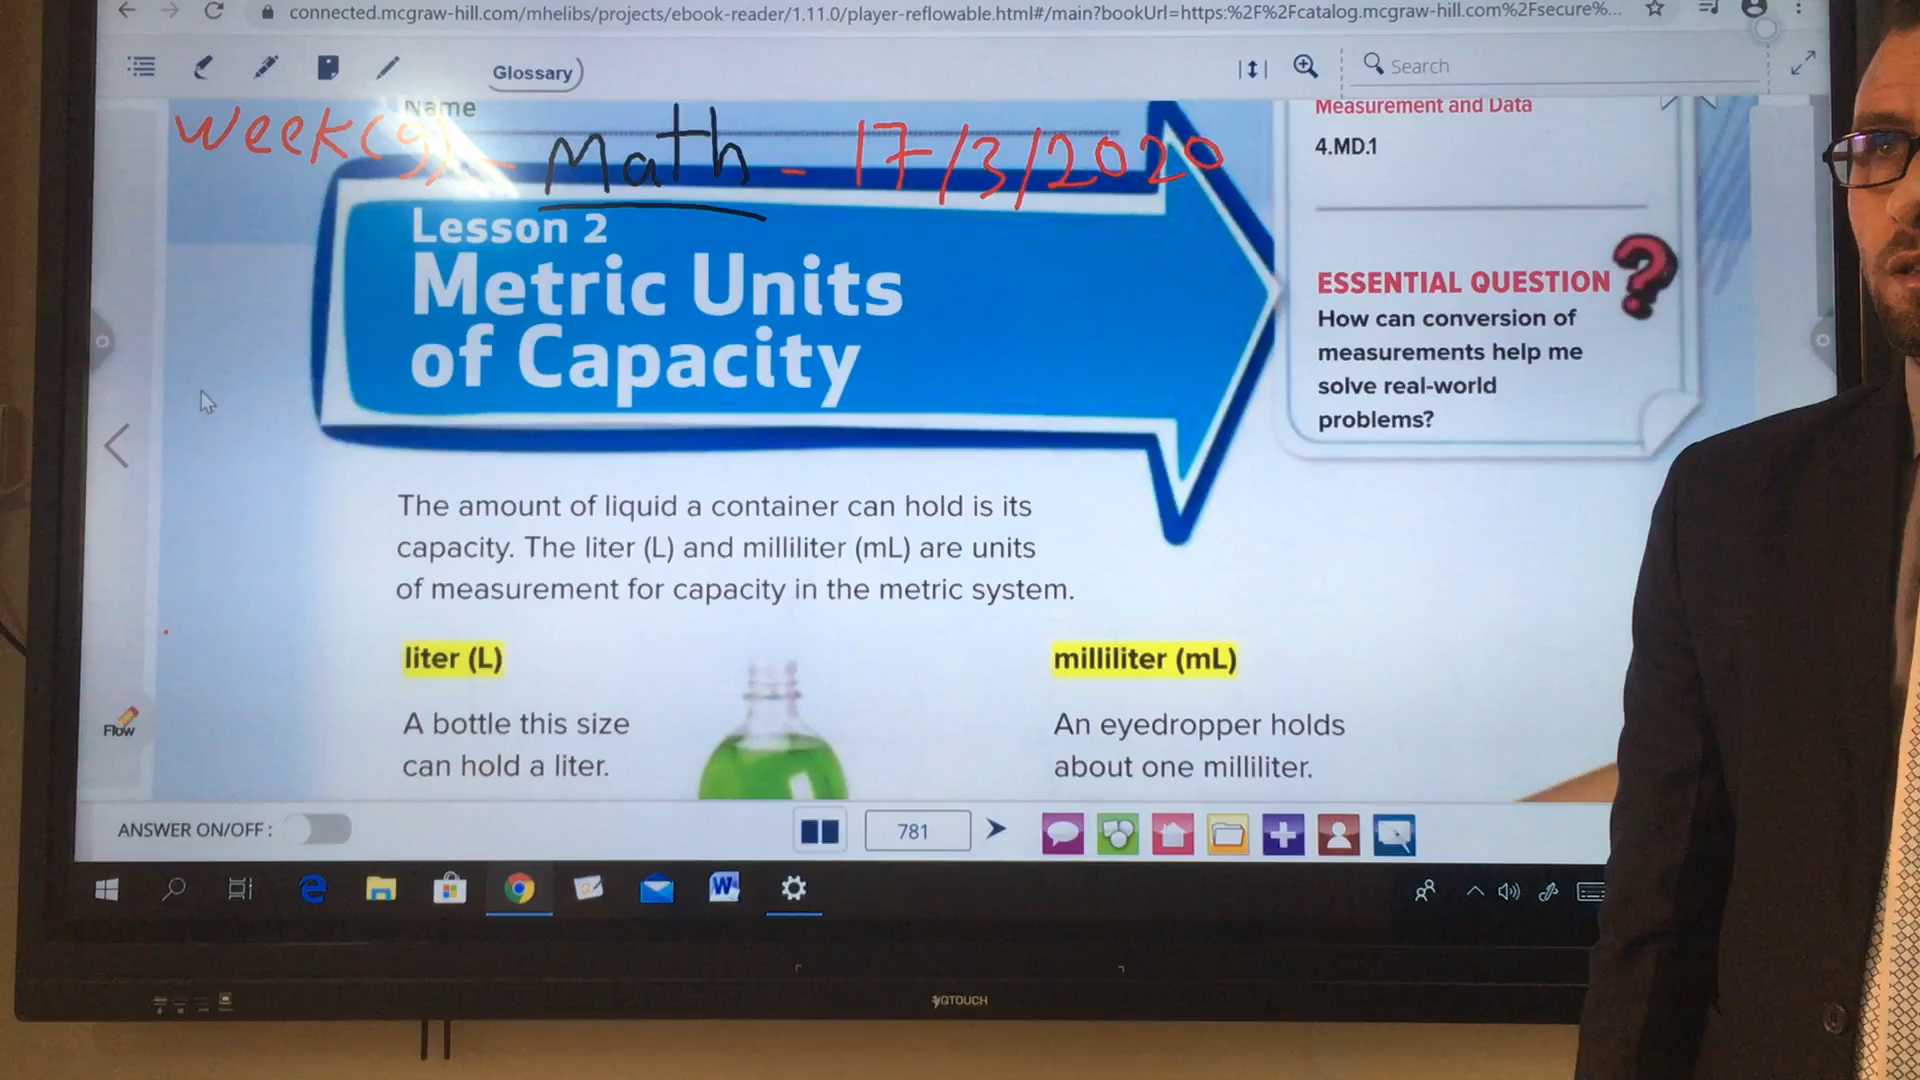 connected.mcgraw-hill.com/mhelibs/projects/ebook-reader/1.11.0/player-reflowable.html#/main?bookUrl=https:%2F%2Fcatalog.mcgraw-hill.com%2Fsecure%...
Glossary
Search
Name
week(9) - Math - 17/3/2020
Lesson 2
Metric Units
of Capacity
Measurement and Data
4.MD.1
ESSENTIAL QUESTION
How can conversion of
measurements help me
solve real-world
problems?
?
The amount of liquid a container can hold is its
capacity. The liter (L) and milliliter (mL) are units
of measurement for capacity in the metric system.
liter (L)
A bottle this size
can hold a liter.
milliliter (mL)
An eyedropper holds
about one milliliter.
Flow
ANSWER ON/OFF :
781
QTOUCH